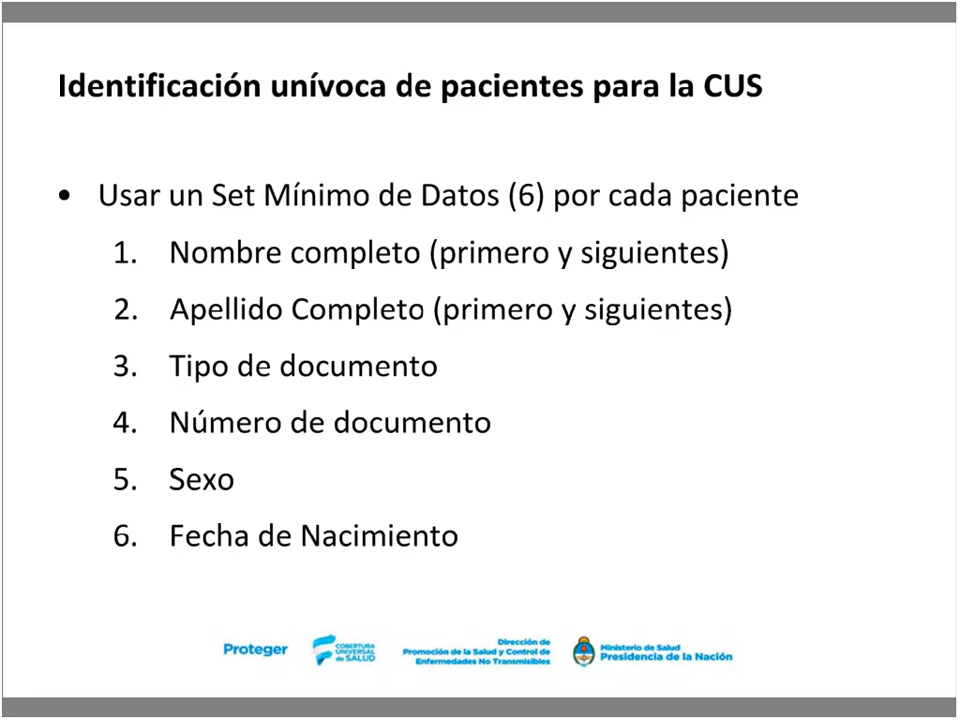 Identificación unívoca de pacientes para la CUS
• Usar un Set Mínimo de Datos (6) por cada paciente
1. Nombre completo (primero y siguientes)
2. Apellido Completo (primero y siguientes)
3. Tipo de documento
4. Número de documento
5. Sexo
6. Fecha de Nacimiento
Proteger
COBERTURA
UNIVERSAL
de SALUD
Dirección de
Promoción de la Salud y Control de
Enfermedades No Transmisibles
Ministerio de Salud
Presidencia de la Nación